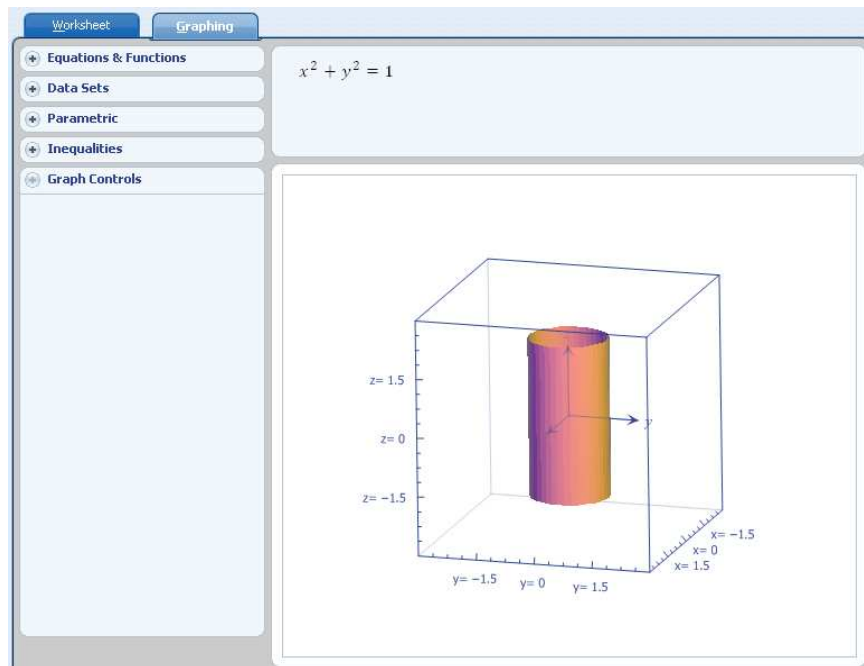 Worksheet
Graphing
Equations & Functions
Data Sets
Parametric
Inequalities
Graph Controls
x² + y² = 1
z= 1.5
z= 0
z= −1.5
y
y= −1.5
y= 0
y= 1.5
x= −1.5
x= 0
x= 1.5